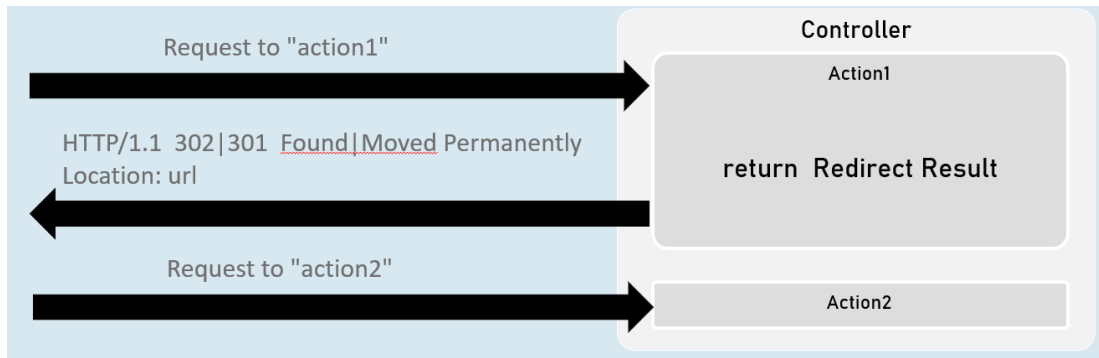 Controller
Request to "action1"
Action1
HTTP/1.1 302|301 Found|Moved Permanently
Location: url
return Redirect Result
Request to "action2"
Action2